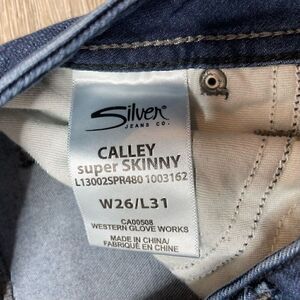 Silver
JEANS CO.
CALLEY
super SKINNY
L13002SPR480 1003162
W26/L31
CA00508
WESTERN GLOVE WORKS
MADE IN CHINA/
FABRIQUÉ EN CHINE